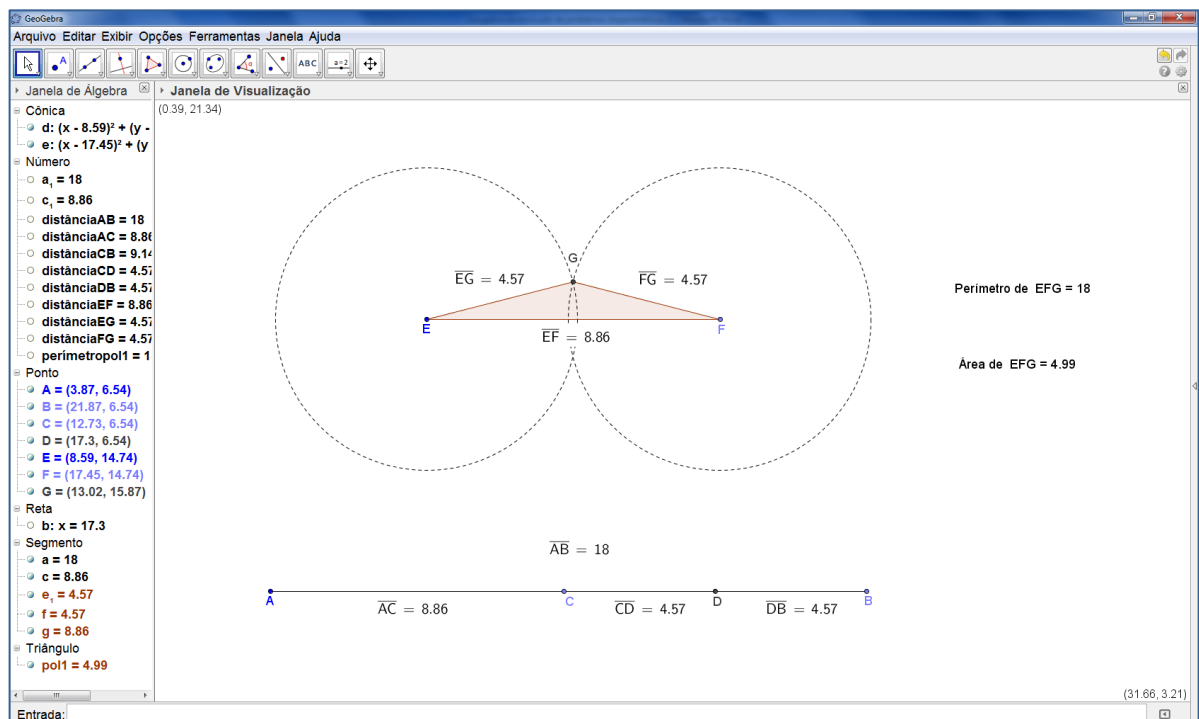 GeoGebra
Arquivo Editar Exibir Opções Ferramentas Janela Ajuda
A
ABC
a=2
Janela de Álgebra
Janela de Visualização
Cônica
d: (x - 8.59)² + (y -
e: (x - 17.45)² + (y
Número
a₁ = 18
c₁ = 8.86
distânciaAB = 18
distânciaAC = 8.86
distânciaCB = 9.14
distânciaCD = 4.57
distânciaDB = 4.57
distânciaEF = 8.86
distânciaEG = 4.57
distânciaFG = 4.57
perímetropol1 = 1
Ponto
A = (3.87, 6.54)
B = (21.87, 6.54)
C = (12.73, 6.54)
D = (17.3, 6.54)
E = (8.59, 14.74)
F = (17.45, 14.74)
G = (13.02, 15.87)
Reta
b: x = 17.3
Segmento
a = 18
c = 8.86
e₁ = 4.57
f = 4.57
g = 8.86
Triângulo
pol1 = 4.99
(0.39, 21.34)
G
EG = 4.57
FG = 4.57
E
F
EF = 8.86
Perímetro de EFG = 18
Área de EFG = 4.99
AB = 18
A
C
D
B
AC = 8.86
CD = 4.57
DB = 4.57
(31.66, 3.21)
Entrada: